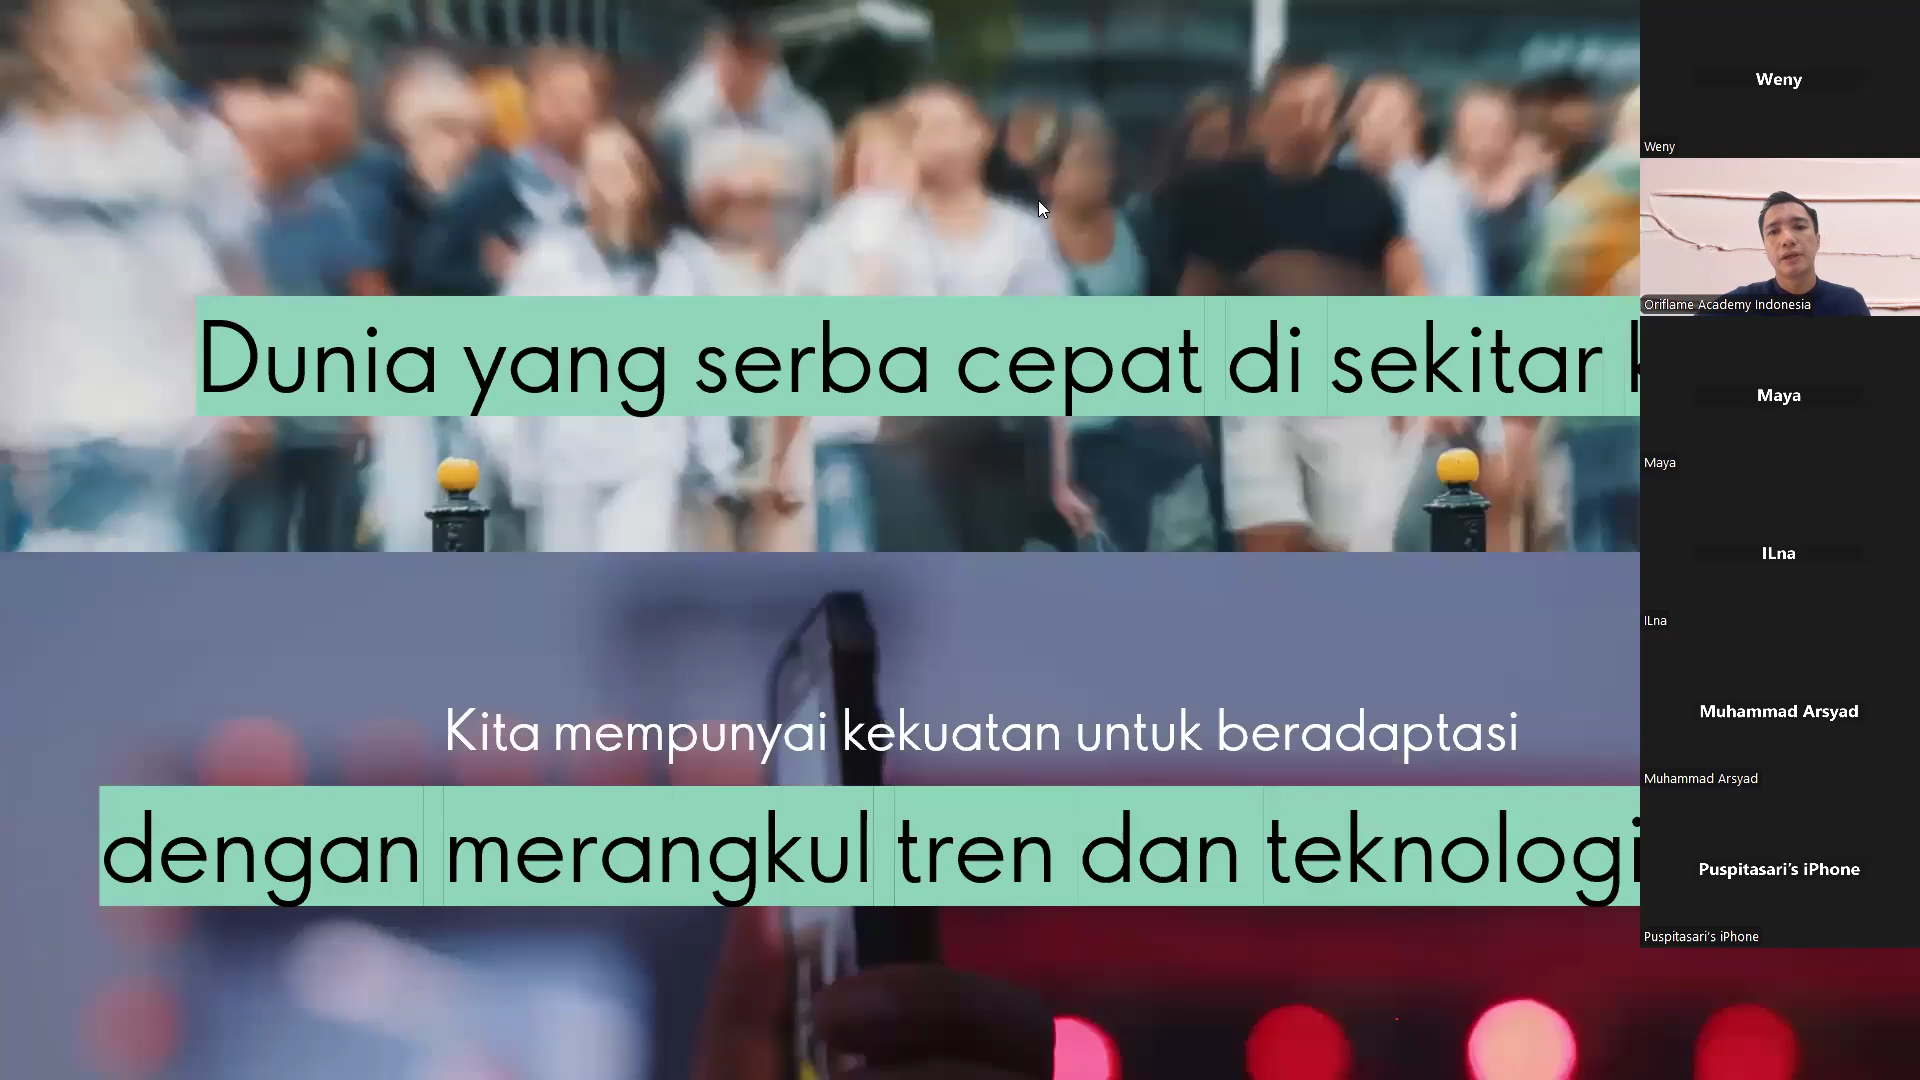 Dunia yang serba cepat di sekitar
Kita mempunyai kekuatan untuk beradaptasi
dengan merangkul tren dan teknologi
Weny
Weny
Oriflame Academy Indonesia
Maya
Maya
ILna
ILna
Muhammad Arsyad
Muhammad Arsyad
Puspitasari's iPhone
Puspitasari's iPhone